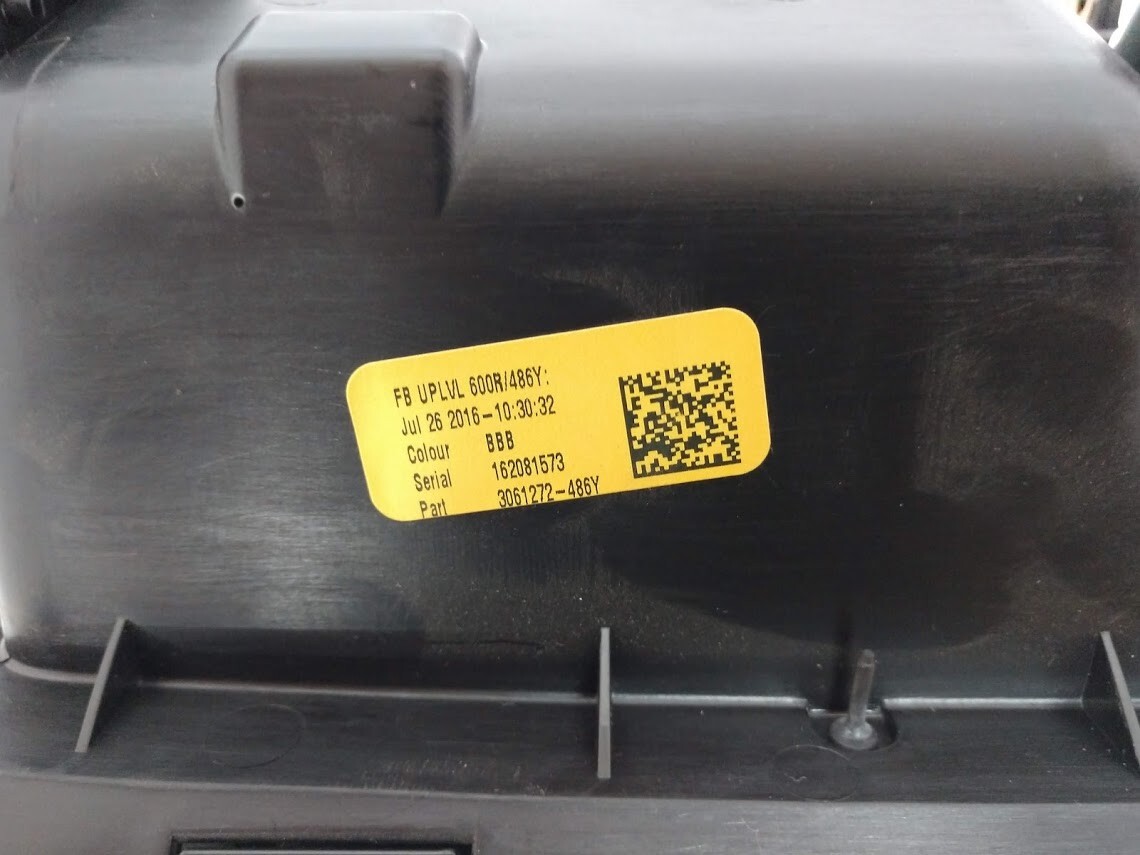 FB UPLVL 600R/486Y:
Jul 26 2016-10:30:32
Colour BBB
Serial 162081573
Part 3061272-486Y